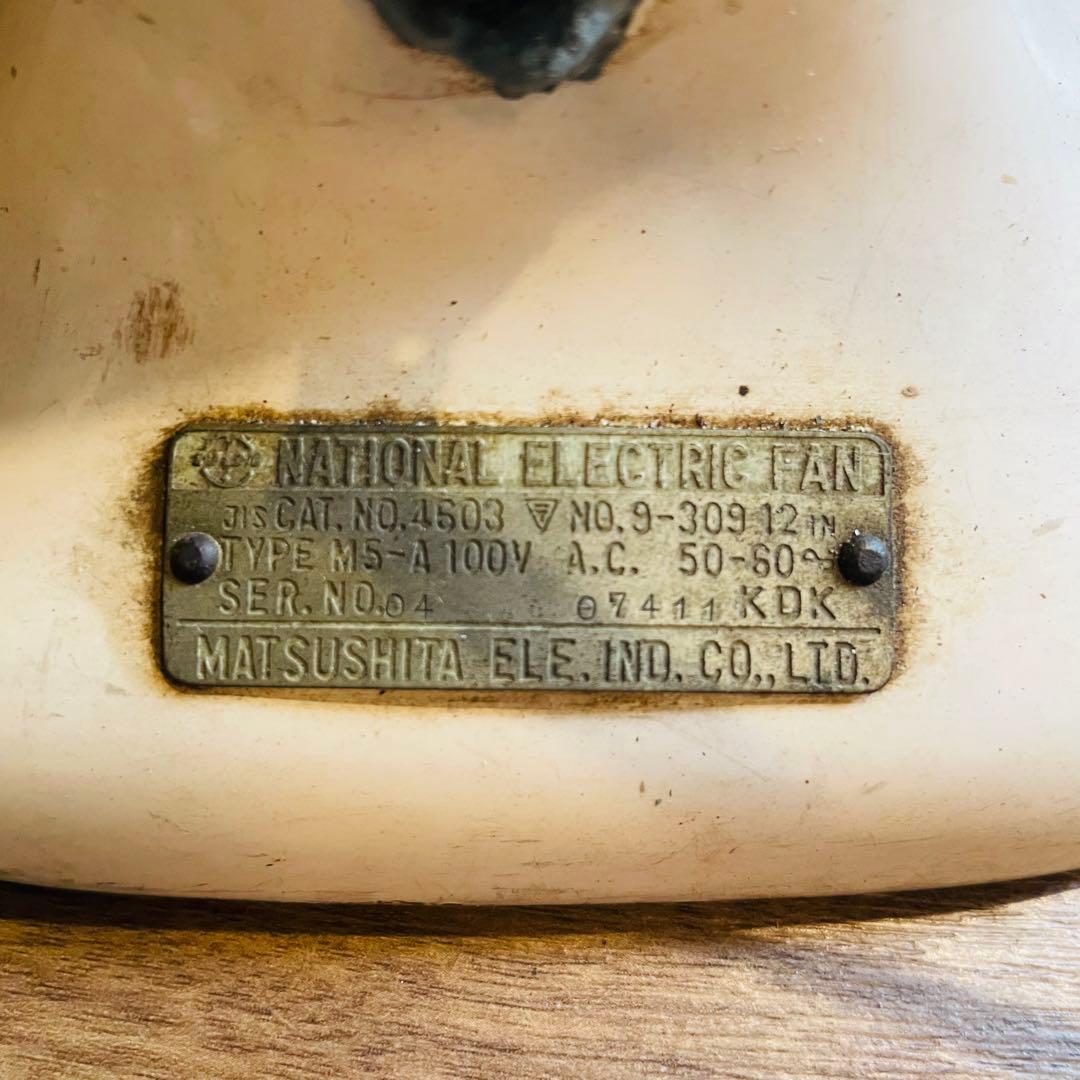 NATIONAL ELECTRIC FAN
JIS CAT. NO. 4603 NO. 9-309 12 IN
TYPE M5-A 100V A.C. 50-60~
SER. NO. 04 07411 KDK
MATSUSHITA ELE. IND. CO., LTD.